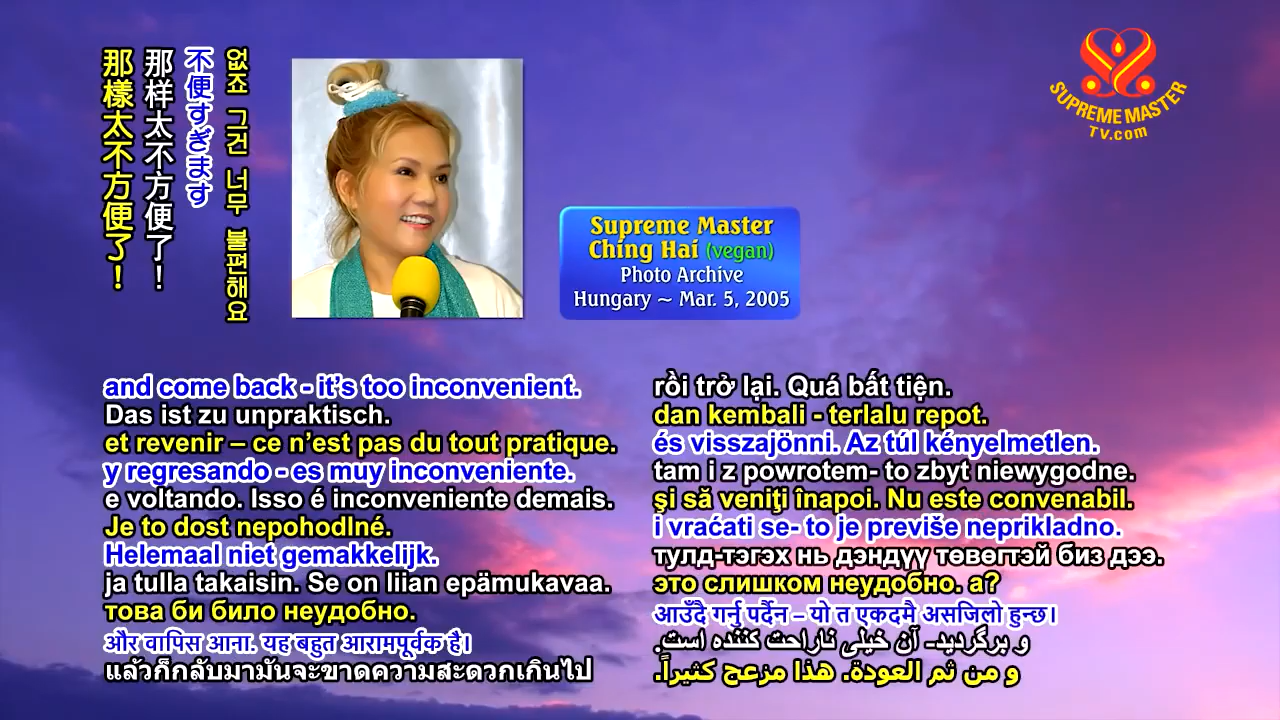 那樣太不方便了！
那样太不方便了！
不便すぎます
없죠 그건 너무 불편해요
SUPREME MASTER
TV.com
Supreme Master
Ching Hai (vegan)
Photo Archive
Hungary ~ Mar. 5, 2005
and come back - it's too inconvenient.
Das ist zu unpraktisch.
et revenir – ce n'est pas du tout pratique.
y regresando - es muy inconveniente.
e voltando. Isso é inconveniente demais.
Je to dost nepohodlné.
Helemaal niet gemakkelijk.
ja tulla takaisin. Se on liian epämukavaa.
това би било неудобно.
और वापिस आना. यह बहुत आरामपूर्वक है।
แล้วก็กลับมามันจะขาดความสะดวกเกินไป
rồi trở lại. Quá bất tiện.
dan kembali - terlalu repot.
és visszajönni. Az túl kényelmetlen.
tam i z powrotem- to zbyt niewygodne.
şi să veniţi înapoi. Nu este convenabil.
i vraćati se- to je previše neprikladno.
тулд-тэгэх нь дэндүү төвөгтэй биз дээ.
это слишком неудобно. а?
आउँदै गर्नु पर्दैन – यो त एकदमै असजिलो हुन्छ।
و برگردید- آن خیلی ناراحت کننده است.
و من ثم العودة. هذا مزعج كثيراً.